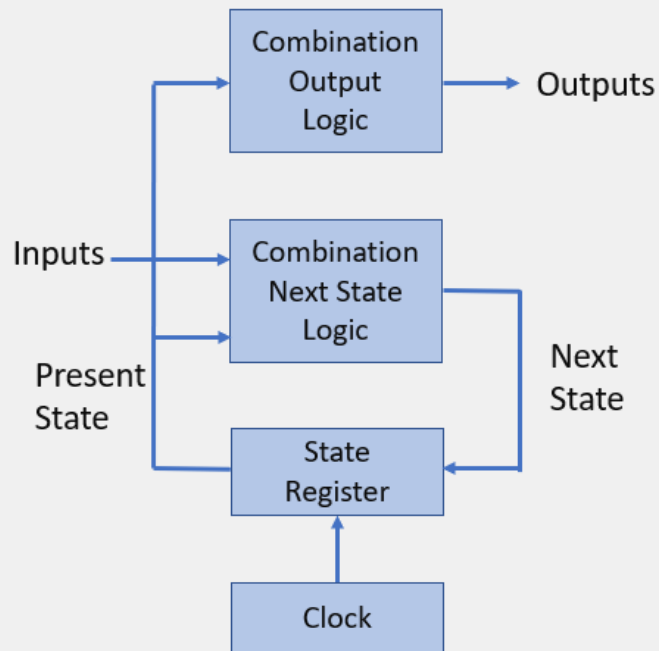 Combination
Output
Logic
Outputs
Inputs
Combination
Next State
Logic
Present
State
Next
State
State
Register
Clock